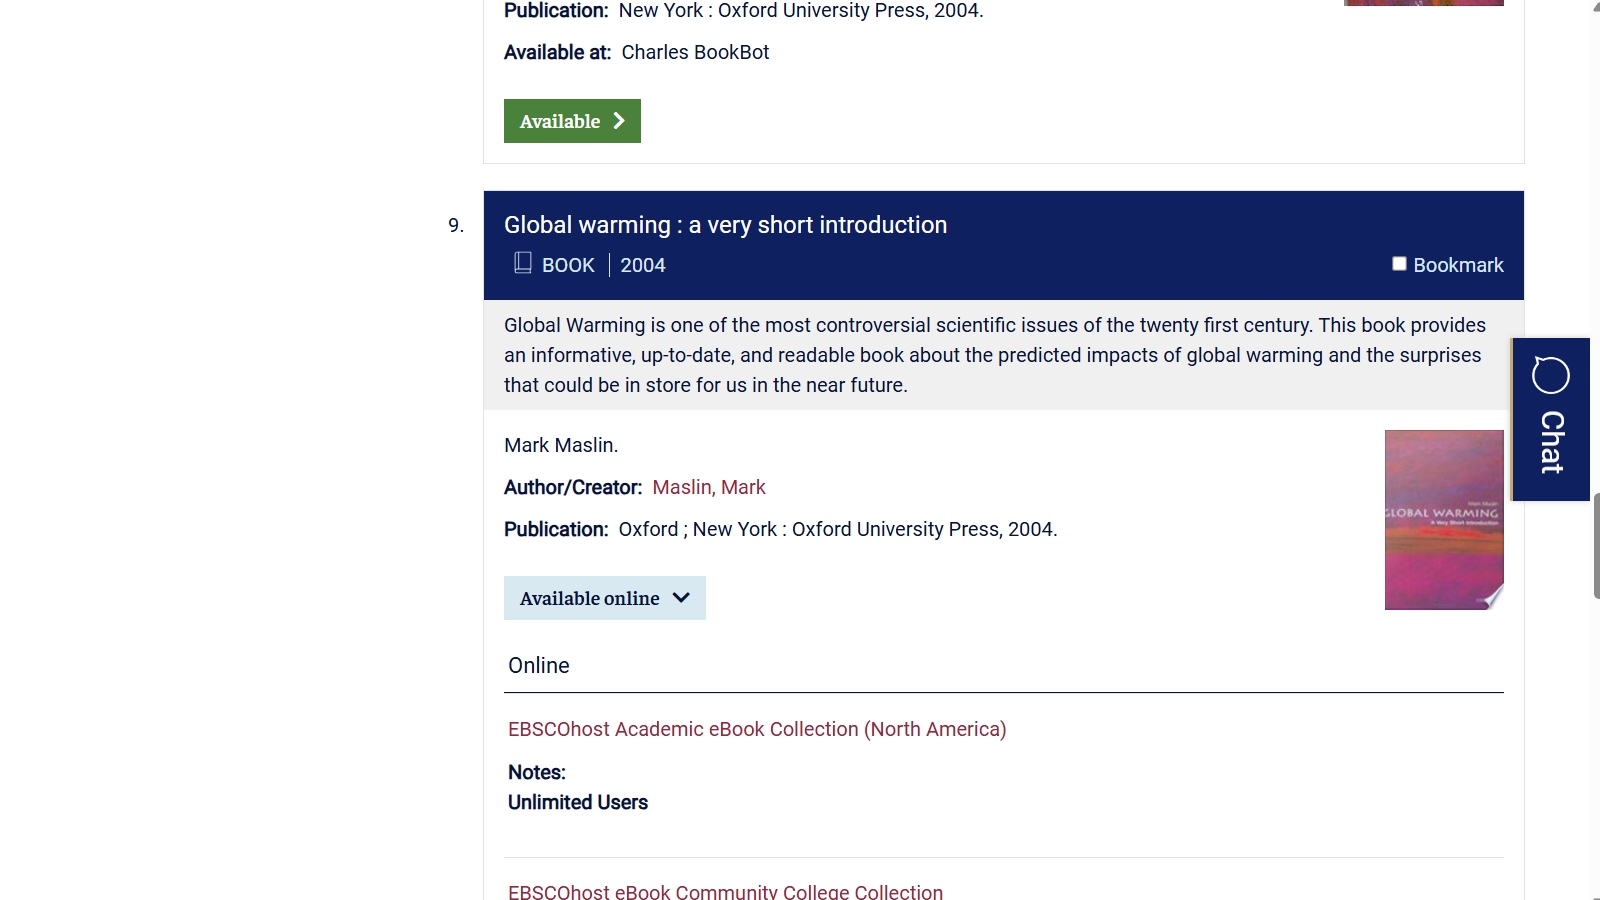 Publication: New York : Oxford University Press, 2004.
Available at: Charles BookBot
Available
9.
Global warming : a very short introduction
BOOK 2004
Bookmark
Global Warming is one of the most controversial scientific issues of the twenty first century. This book provides
an informative, up-to-date, and readable book about the predicted impacts of global warming and the surprises
that could be in store for us in the near future.
Mark Maslin.
Author/Creator: Maslin, Mark
Publication: Oxford ; New York : Oxford University Press, 2004.
Mark Maslin
GLOBAL WARMING
A Very Short Introduction
Chat
Available online
Online
EBSCOhost Academic eBook Collection (North America)
Notes:
Unlimited Users
EBSCOhost eBook Community College Collection